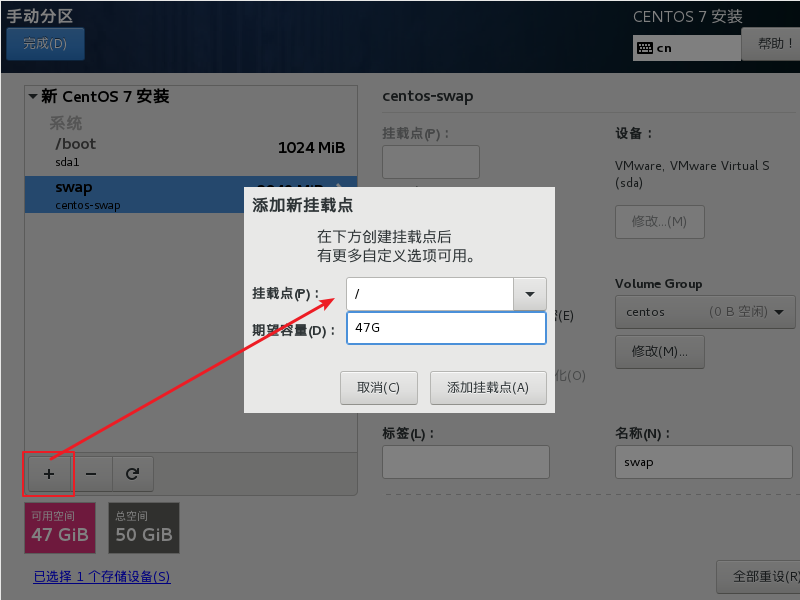 手动分区
CENTOS 7 安装
完成(D)
cn
帮助！
新 CentOS 7 安装
系统
/boot
1024 MiB
sda1
swap
centos-swap
centos-swap
挂载点(P)：
设备：
VMware, VMware Virtual S
(sda)
修改...(M)
添加新挂载点
在下方创建挂载点后
有更多自定义选项可用。
挂载点(P)：
/
期望容量(D)：
47G
取消(C)
添加挂载点(A)
Volume Group
centos (0 B 空闲)
(E)
修改(M)...
化(O)
标签(L)：
名称(N)：
swap
+
−
可用空间
47 GiB
总空间
50 GiB
已选择 1 个存储设备(S)
全部重设(R)